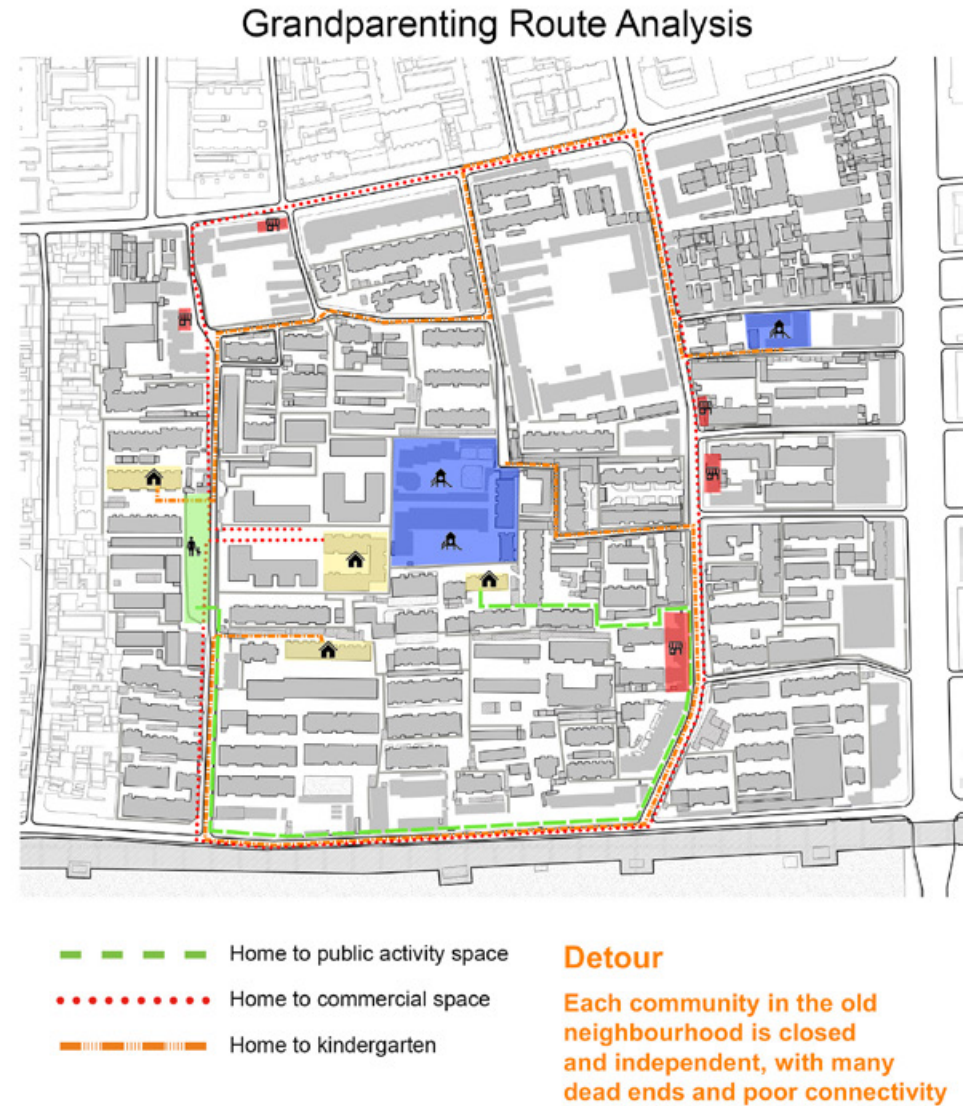 Grandparenting Route Analysis
Home to public activity space
Home to commercial space
Home to kindergarten
Detour
Each community in the old
neighbourhood is closed
and independent, with many
dead ends and poor connectivity